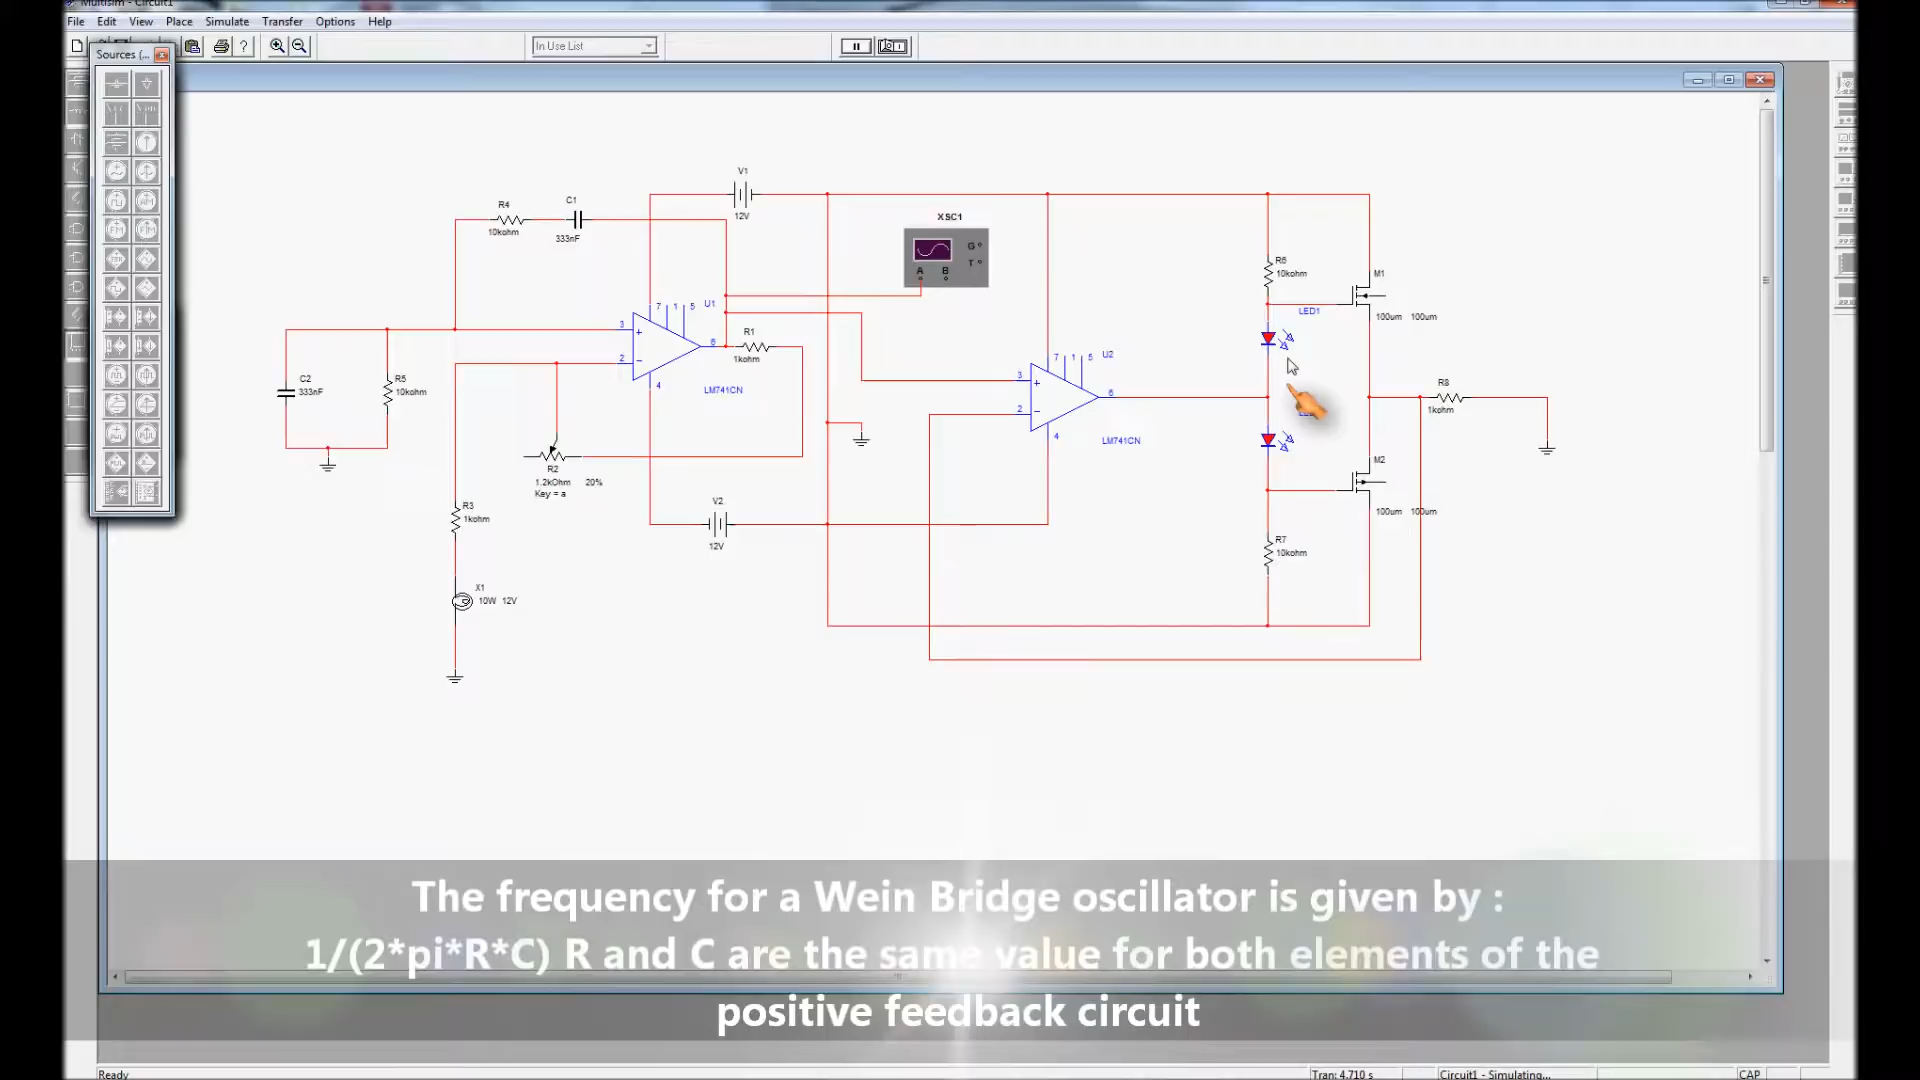 Multisim - Circuit1
File Edit View Place Simulate Transfer Options Help
Sources (...
In Use List
V1
12V
R4
10kohm
C1
333nF
XSC1
G
T
A B
R6
10kohm
M1
100um 100um
LED1
7 1 5
U1
3
2
6
4
LM741CN
R1
1kohm
7 1 5
U2
3
2
6
4
LM741CN
C2
333nF
R5
10kohm
R8
1kohm
R2
1.2kOhm 20%
Key = a
M2
100um 100um
R3
1kohm
V2
12V
R7
10kohm
X1
10W 12V
The frequency for a Wein Bridge oscillator is given by :
1/(2*pi*R*C) R and C are the same value for both elements of the
positive feedback circuit
Ready
Tran: 4.710 s
Circuit1 - Simulating...
CAP